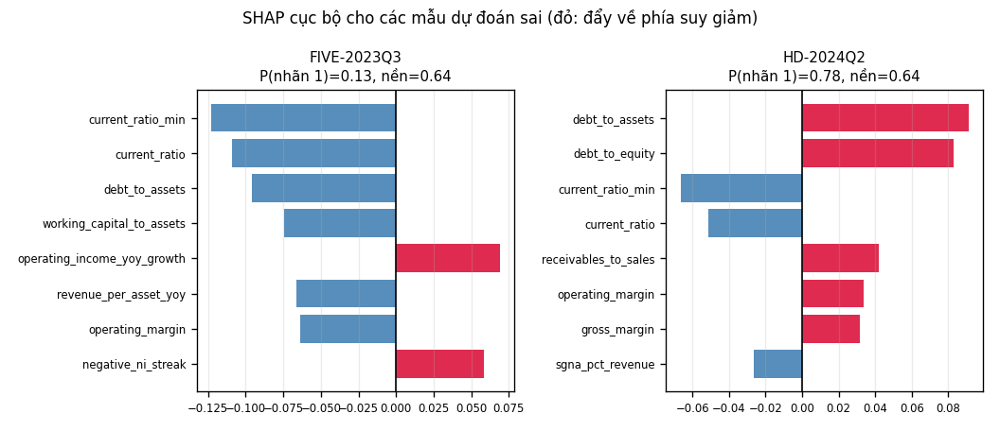 SHAP cục bộ cho các mẫu dự đoán sai (đỏ: đẩy về phía suy giảm)
FIVE-2023Q3
P(nhãn 1)=0.13, nền=0.64
current_ratio_min
current_ratio
debt_to_assets
working_capital_to_assets
operating_income_yoy_growth
revenue_per_asset_yoy
operating_margin
negative_ni_streak
−0.125 −0.100 −0.075 −0.050 −0.025 0.000 0.025 0.050 0.075
HD-2024Q2
P(nhãn 1)=0.78, nền=0.64
debt_to_assets
debt_to_equity
current_ratio_min
current_ratio
receivables_to_sales
operating_margin
gross_margin
sgna_pct_revenue
−0.06 −0.04 −0.02 0.00 0.02 0.04 0.06 0.08